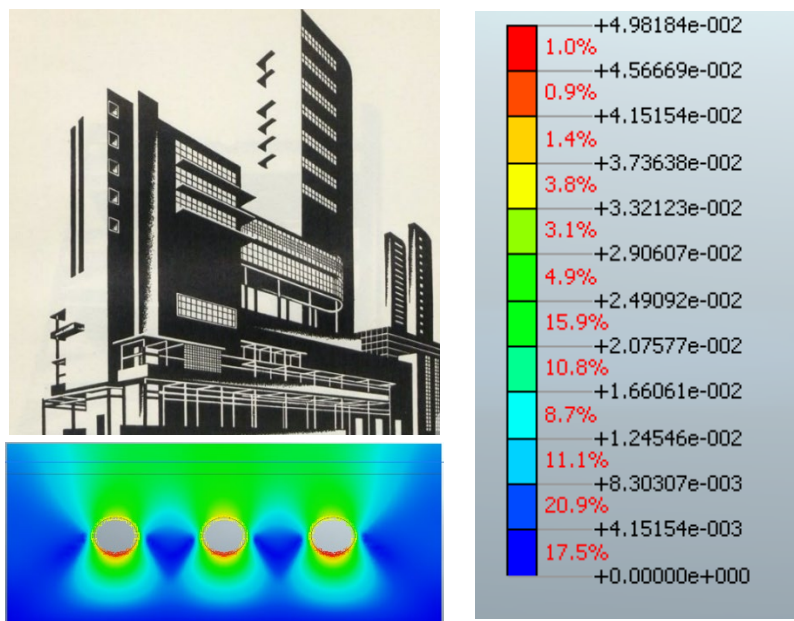 +4.98184e-002
1.0%
+4.56669e-002
0.9%
+4.15154e-002
1.4%
+3.73638e-002
3.8%
+3.32123e-002
3.1%
+2.90607e-002
4.9%
+2.49092e-002
15.9%
+2.07577e-002
10.8%
+1.66061e-002
8.7%
+1.24546e-002
11.1%
+8.30307e-003
20.9%
+4.15154e-003
17.5%
+0.00000e+000